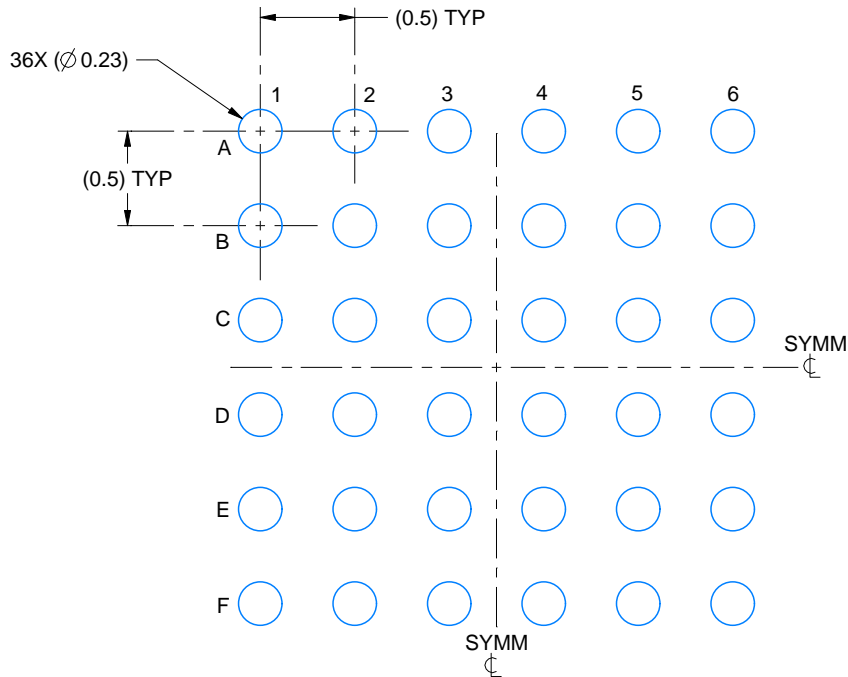 (0.5) TYP
36X (∅ 0.23)
1 2 3 4 5 6
A
(0.5) TYP
B
C
SYMM
℄
D
E
F
SYMM
℄